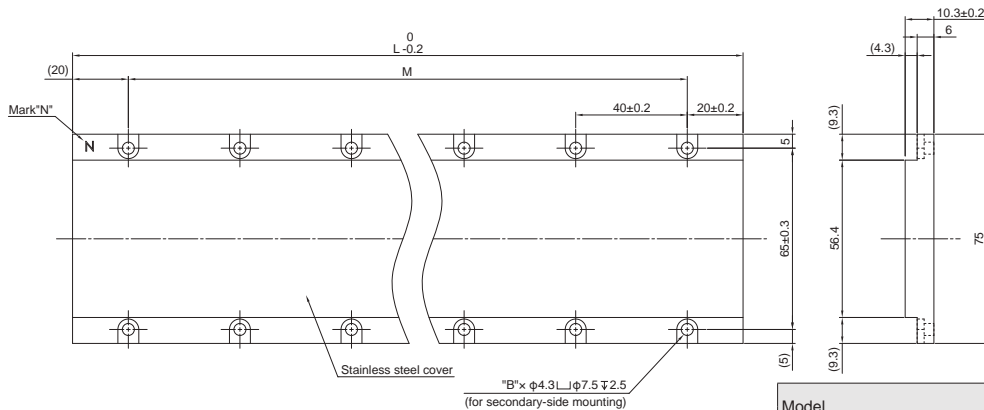 10.3±0.2
6
(4.3)
0
L -0.2
(20)
M
Mark"N"
40±0.2
20±0.2
N
5
(9.3)
65±0.3
56.4
75
(5)
(9.3)
Stainless steel cover
"B"× φ4.3⌴φ7.5↧2.5
(for secondary-side mounting)
Model